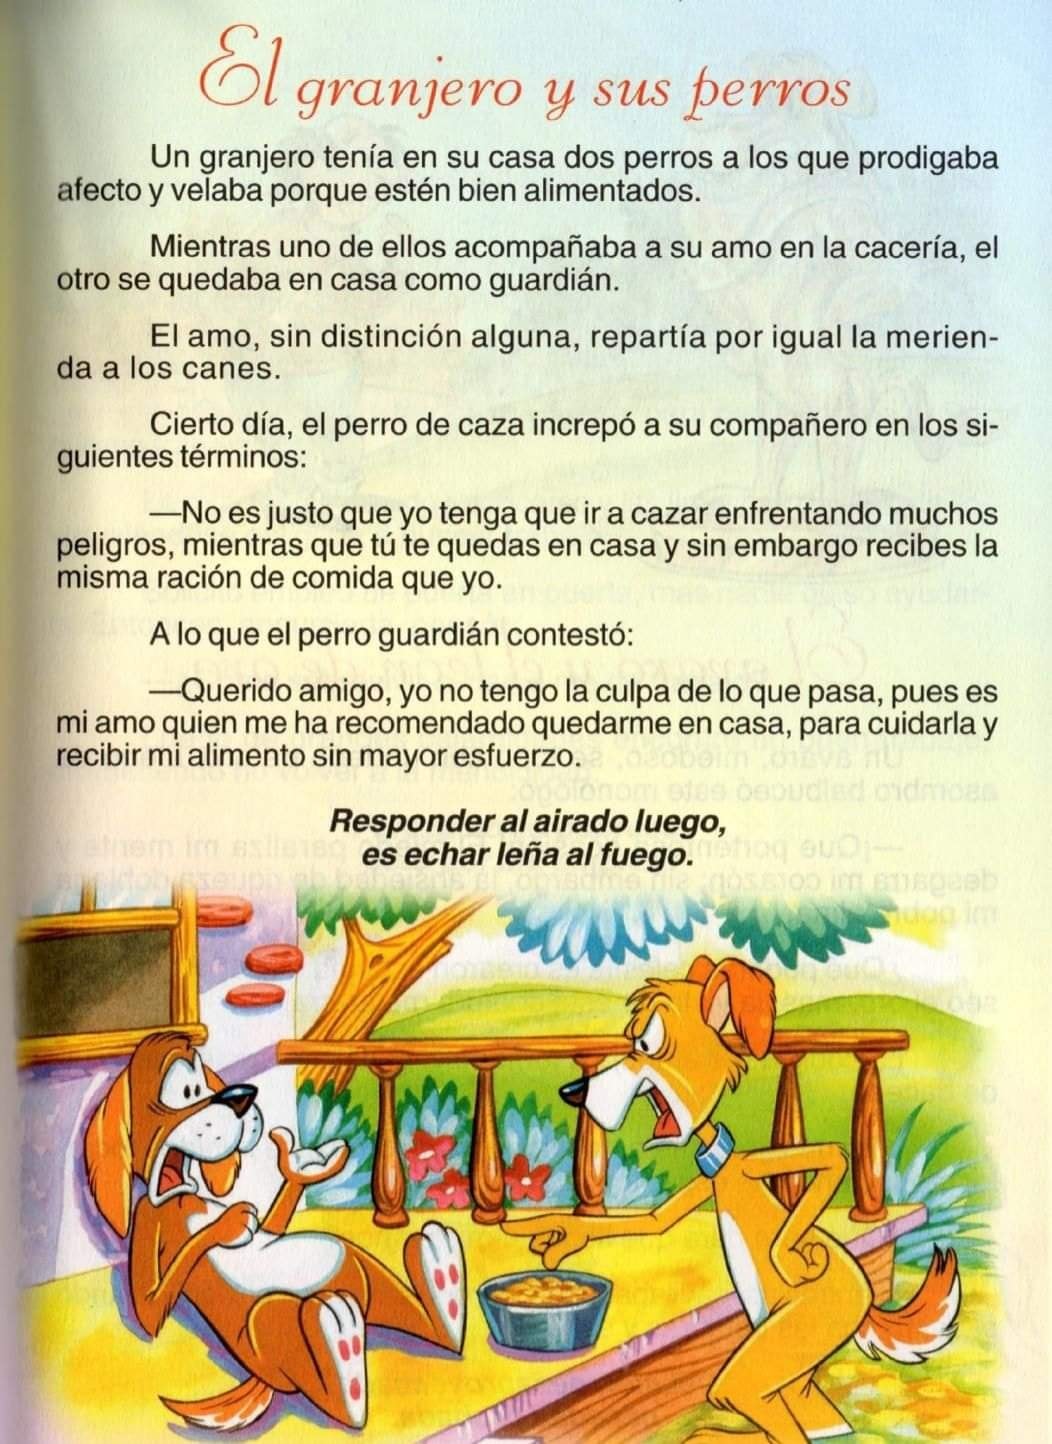 El granjero y sus perros
Un granjero tenía en su casa dos perros a los que prodigaba
afecto y velaba porque estén bien alimentados.
Mientras uno de ellos acompañaba a su amo en la cacería, el
otro se quedaba en casa como guardián.
El amo, sin distinción alguna, repartía por igual la merien-
da a los canes.
Cierto día, el perro de caza increpó a su compañero en los si-
guientes términos:
—No es justo que yo tenga que ir a cazar enfrentando muchos
peligros, mientras que tú te quedas en casa y sin embargo recibes la
misma ración de comida que yo.
A lo que el perro guardián contestó:
—Querido amigo, yo no tengo la culpa de lo que pasa, pues es
mi amo quien me ha recomendado quedarme en casa, para cuidarla y
recibir mi alimento sin mayor esfuerzo.
Responder al airado luego,
es echar leña al fuego.